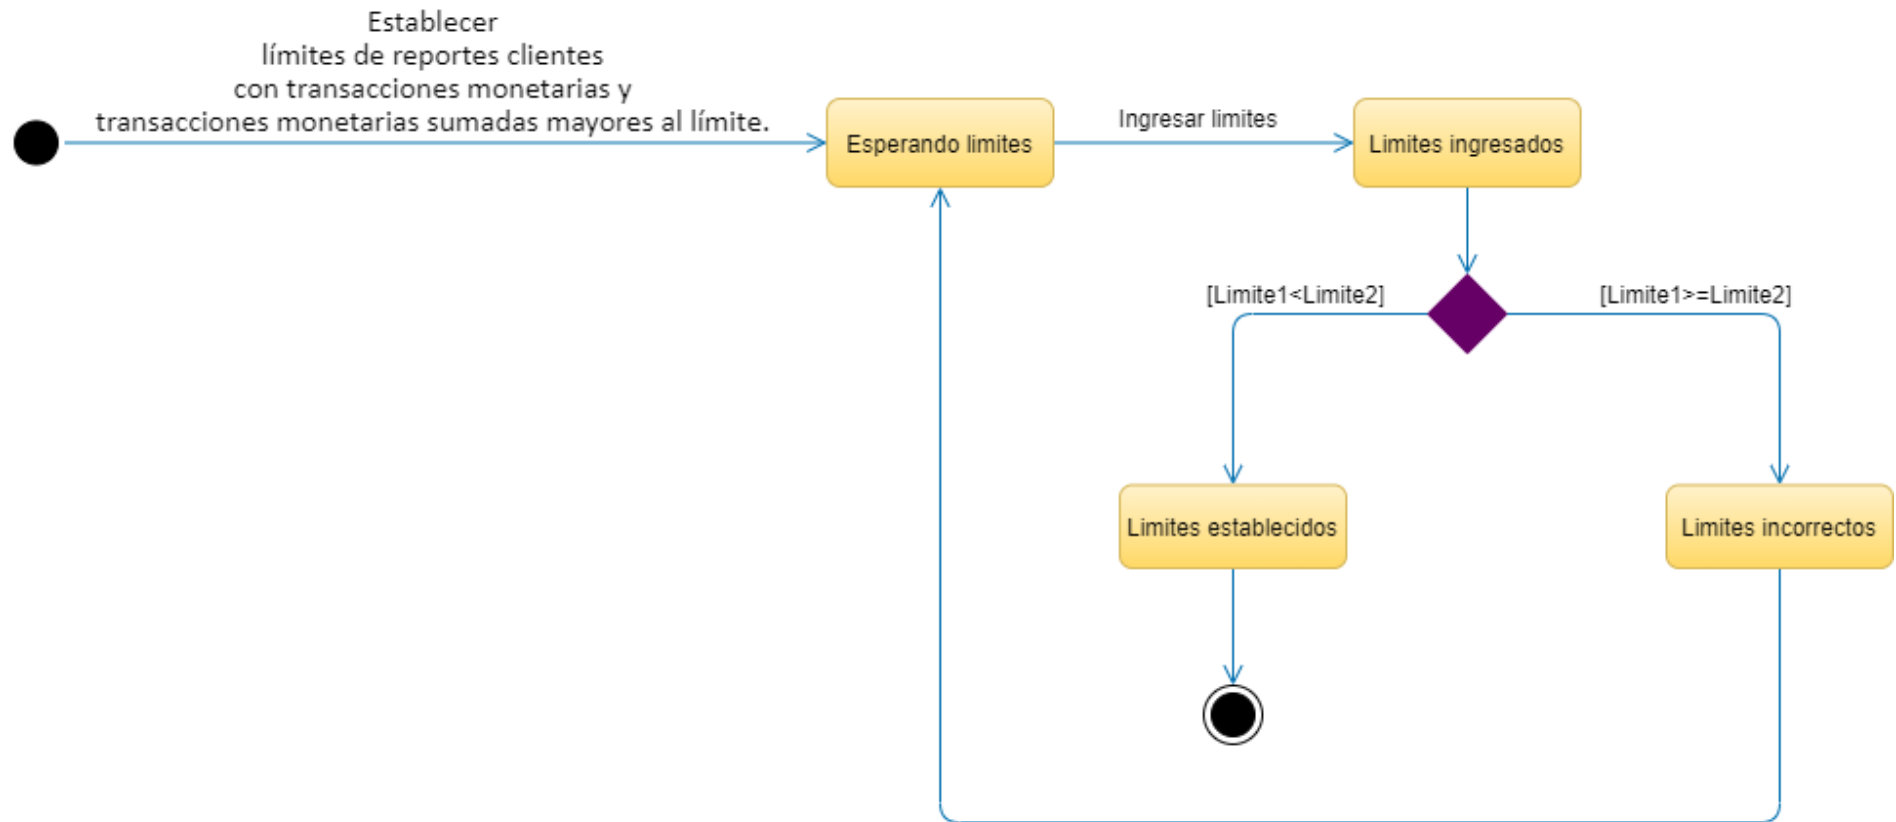 Establecer
límites de reportes clientes
con transacciones monetarias y
transacciones monetarias sumadas mayores al límite.
Esperando limites
Ingresar limites
Limites ingresados
[Limite1<Limite2]
[Limite1>=Limite2]
Limites establecidos
Limites incorrectos